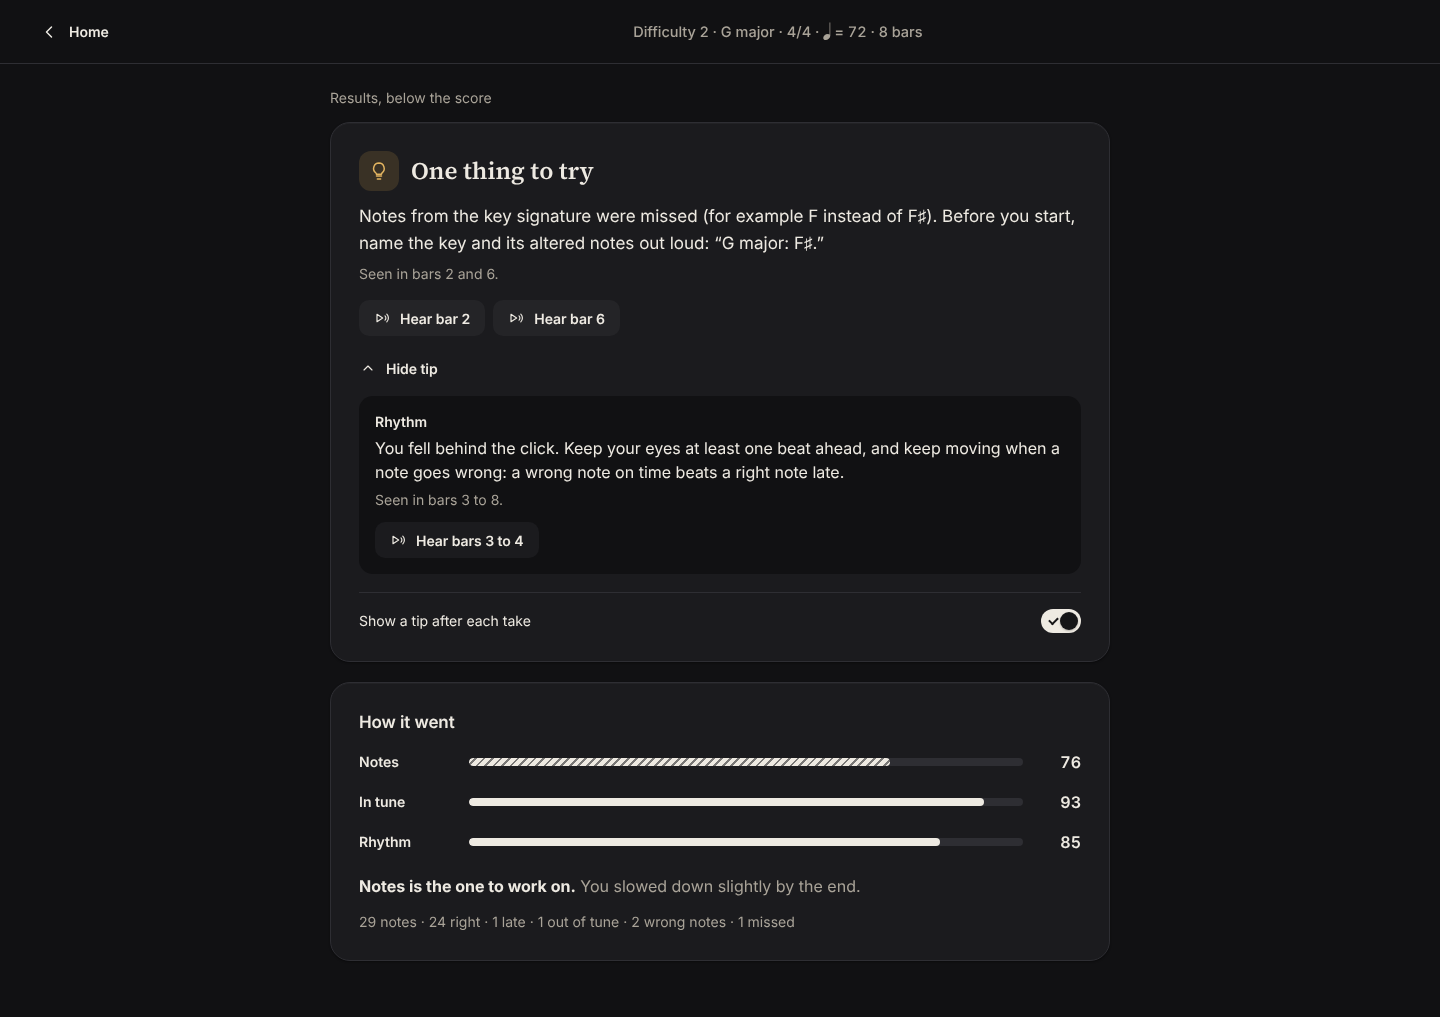 Home
Difficulty 2 · G major · 4/4 · ♩ = 72 · 8 bars
Results, below the score
One thing to try
Notes from the key signature were missed (for example F instead of F♯). Before you start,
name the key and its altered notes out loud: “G major: F♯.”
Seen in bars 2 and 6.
Hear bar 2
Hear bar 6
Hide tip
Rhythm
You fell behind the click. Keep your eyes at least one beat ahead, and keep moving when a
note goes wrong: a wrong note on time beats a right note late.
Seen in bars 3 to 8.
Hear bars 3 to 4
Show a tip after each take
How it went
Notes 76
In tune 93
Rhythm 85
Notes is the one to work on. You slowed down slightly by the end.
29 notes · 24 right · 1 late · 1 out of tune · 2 wrong notes · 1 missed